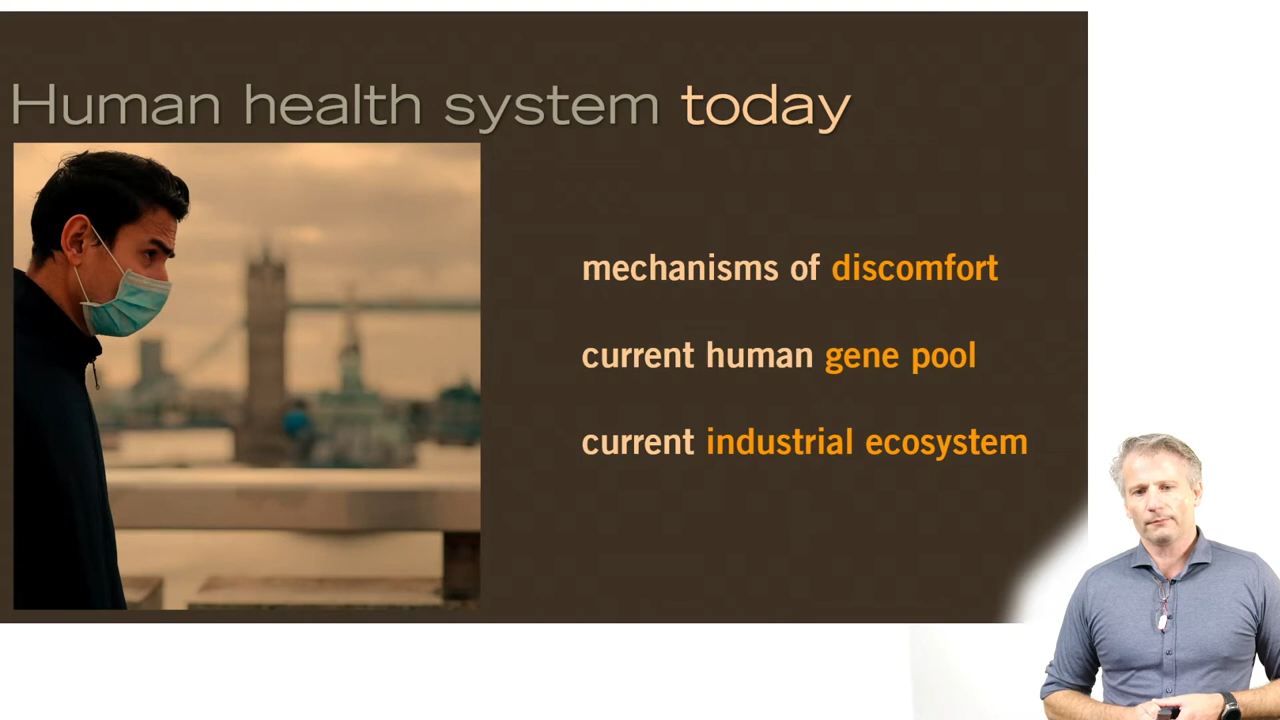 Human health system today
mechanisms of discomfort
current human gene pool
current industrial ecosystem